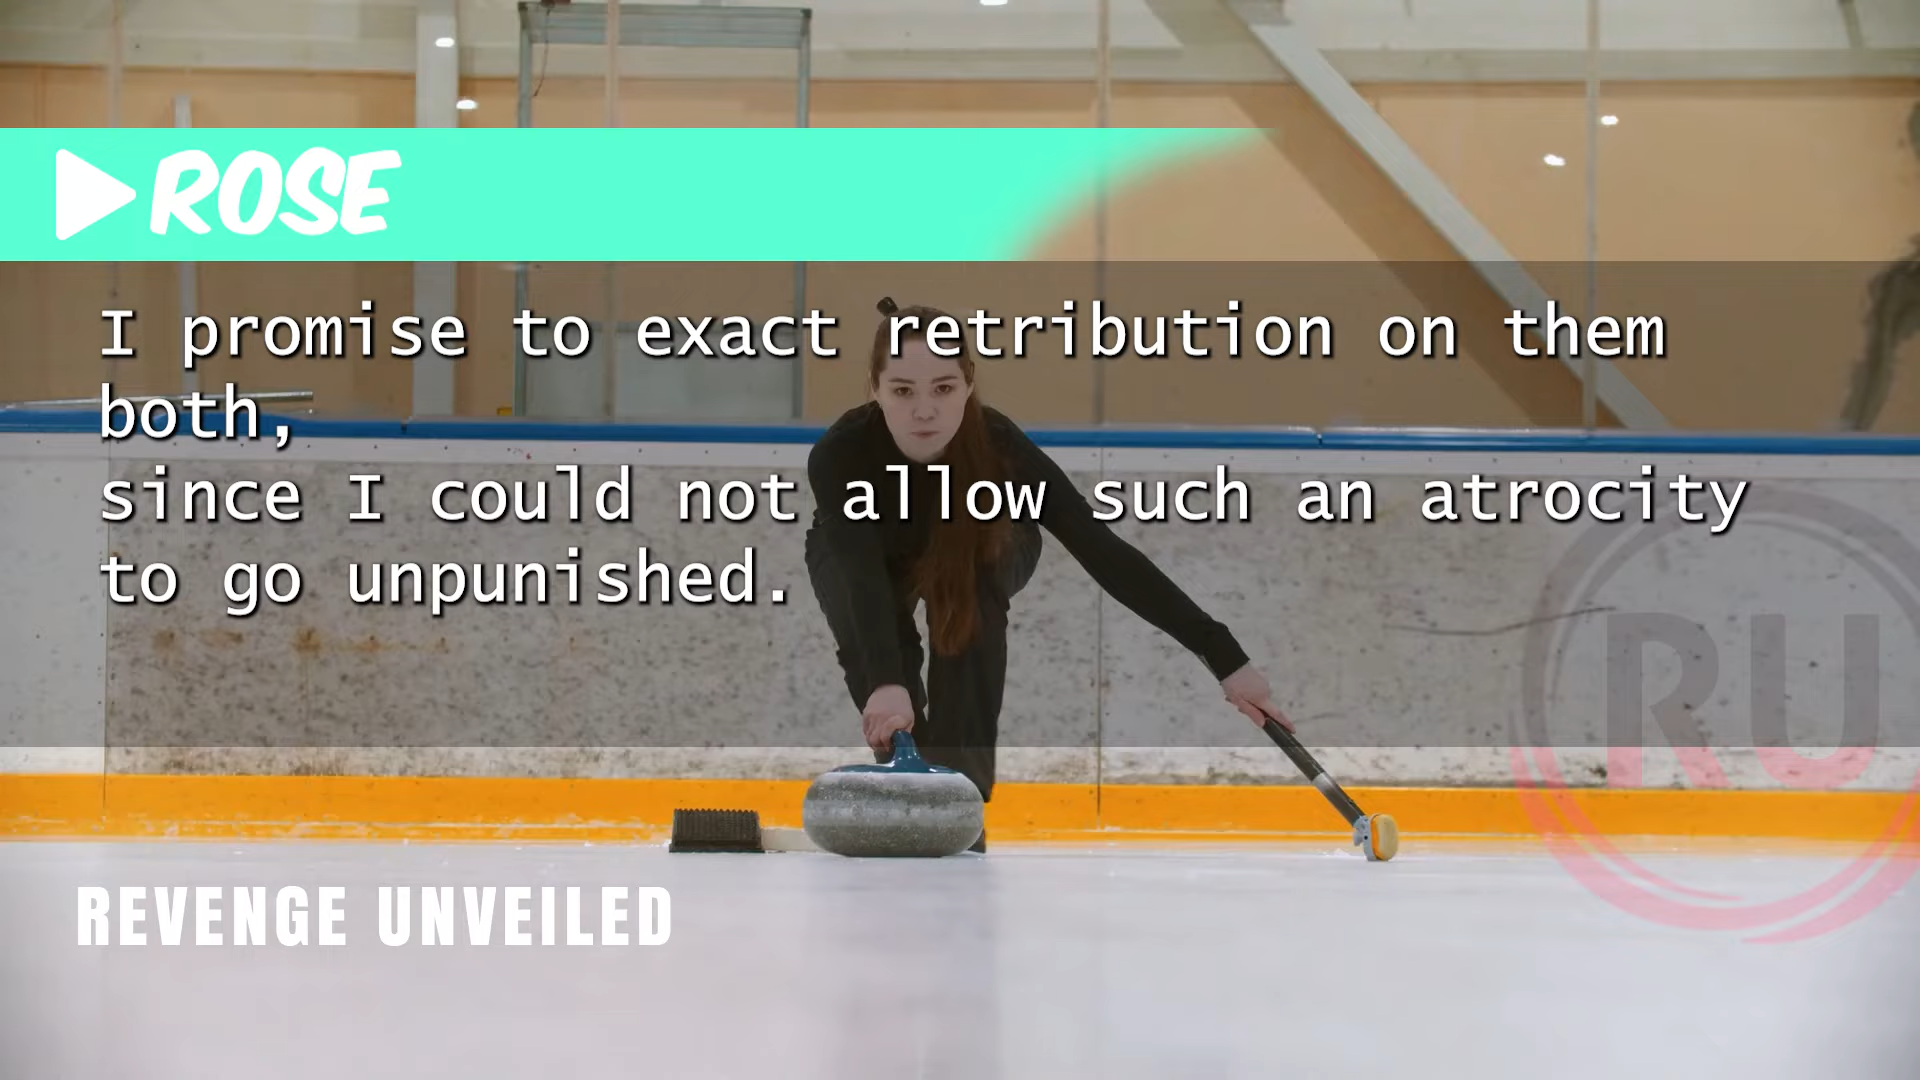 ROSE
I promise to exact retribution on them
both,
since I could not allow such an atrocity
to go unpunished.
RU
REVENGE UNVEILED